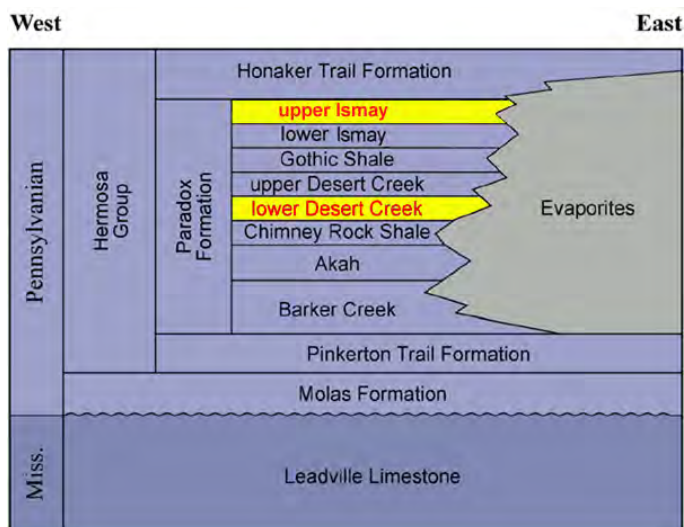 West
East
Honaker Trail Formation
upper Ismay
lower Ismay
Gothic Shale
upper Desert Creek
lower Desert Creek
Chimney Rock Shale
Akah
Barker Creek
Evaporites
Paradox
Formation
Hermosa
Group
Pennsylvanian
Pinkerton Trail Formation
Molas Formation
Miss.
Leadville Limestone